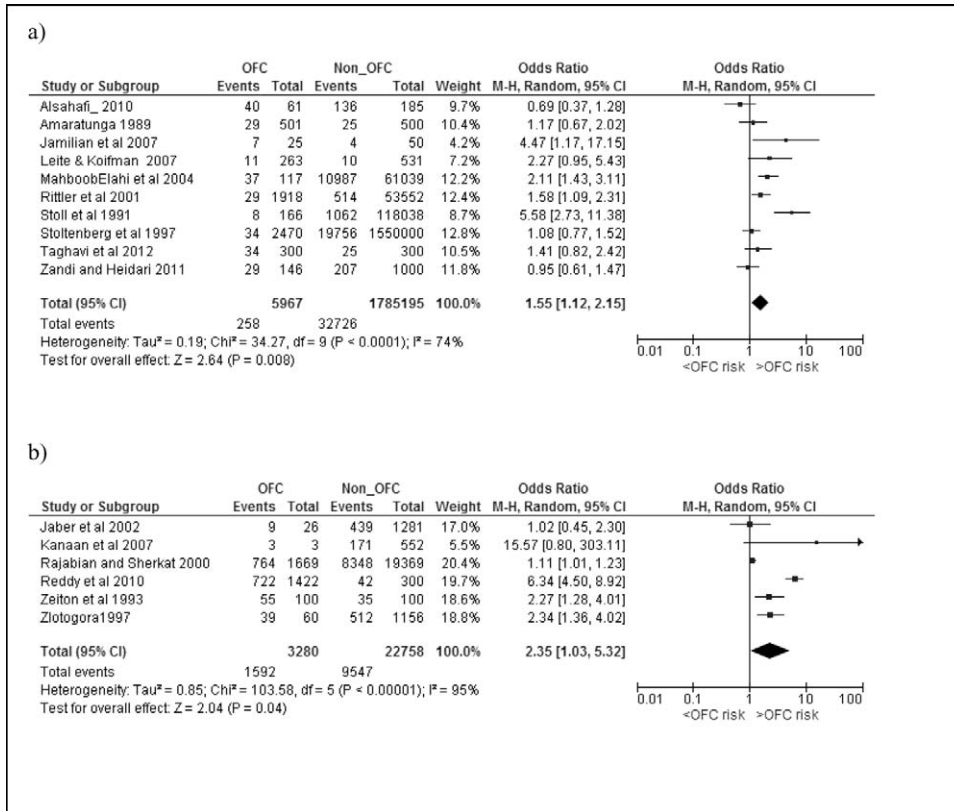 a)
OFC Non_OFC Odds Ratio Odds Ratio
Study or Subgroup Events Total Events Total Weight M-H, Random, 95% CI M-H, Random, 95% CI
Alsahafi_ 2010 40 61 136 185 9.7% 0.69 [0.37, 1.28]
Amaratunga 1989 29 501 25 500 10.4% 1.17 [0.67, 2.02]
Jamilian et al 2007 7 25 4 50 4.2% 4.47 [1.17, 17.15]
Leite & Koifman 2007 11 263 10 531 7.2% 2.27 [0.95, 5.43]
MahboobElahi et al 2004 37 117 10987 61039 12.2% 2.11 [1.43, 3.11]
Rittler et al 2001 29 1918 514 53552 12.4% 1.58 [1.09, 2.31]
Stoll et al 1991 8 166 1062 118038 8.7% 5.58 [2.73, 11.38]
Stoltenberg et al 1997 34 2470 19756 1550000 12.8% 1.08 [0.77, 1.52]
Taghavi et al 2012 34 300 25 300 10.5% 1.41 [0.82, 2.42]
Zandi and Heidari 2011 29 146 207 1000 11.8% 0.95 [0.61, 1.47]
Total (95% CI) 5967 1785195 100.0% 1.55 [1.12, 2.15]
Total events 258 32726
Heterogeneity: Tau² = 0.19; Chi² = 34.27, df = 9 (P < 0.0001); I² = 74%
Test for overall effect: Z = 2.64 (P = 0.008)
0.01 0.1 1 10 100
<OFC risk >OFC risk
b)
OFC Non_OFC Odds Ratio Odds Ratio
Study or Subgroup Events Total Events Total Weight M-H, Random, 95% CI M-H, Random, 95% CI
Jaber et al 2002 9 26 439 1281 17.0% 1.02 [0.45, 2.30]
Kanaan et al 2007 3 3 171 552 5.5% 15.57 [0.80, 303.11]
Rajabian and Sherkat 2000 764 1669 8348 19369 20.4% 1.11 [1.01, 1.23]
Reddy et al 2010 722 1422 42 300 19.7% 6.34 [4.50, 8.92]
Zeiton et al 1993 55 100 35 100 18.6% 2.27 [1.28, 4.01]
Zlotogora1997 39 60 512 1156 18.8% 2.34 [1.36, 4.02]
Total (95% CI) 3280 22758 100.0% 2.35 [1.03, 5.32]
Total events 1592 9547
Heterogeneity: Tau² = 0.85; Chi² = 103.58, df = 5 (P < 0.00001); I² = 95%
Test for overall effect: Z = 2.04 (P = 0.04)
0.01 0.1 1 10 100
<OFC risk >OFC risk